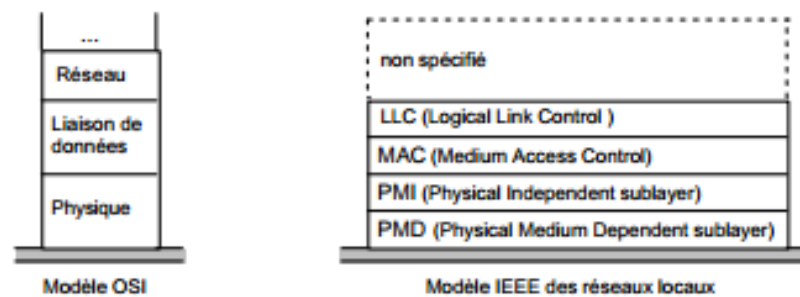 ...
Réseau
Liaison de
données
Physique
Modèle OSI
non spécifié
LLC (Logical Link Control )
MAC (Medium Access Control)
PMI (Physical Independent sublayer)
PMD (Physical Medium Dependent sublayer)
Modèle IEEE des réseaux locaux